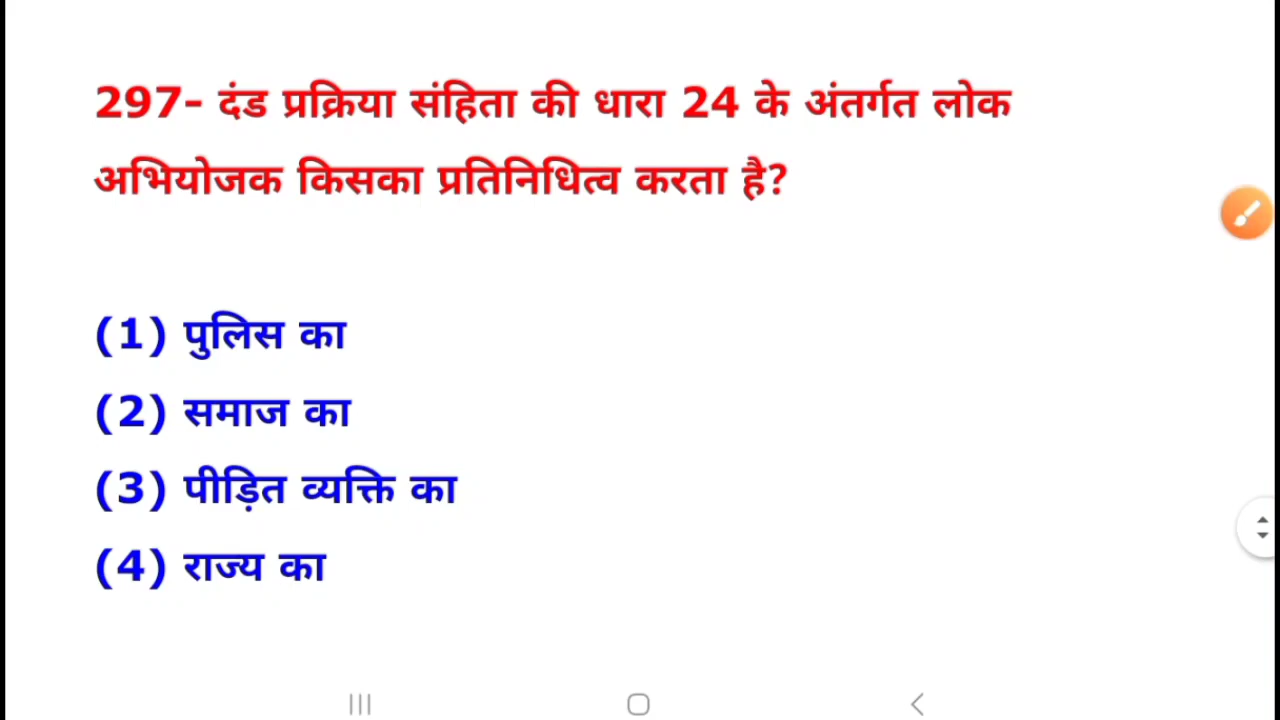 297- दंड प्रक्रिया संहिता की धारा 24 के अंतर्गत लोक
अभियोजक किसका प्रतिनिधित्व करता है?
(1) पुलिस का
(2) समाज का
(3) पीड़ित व्यक्ति का
(4) राज्य का